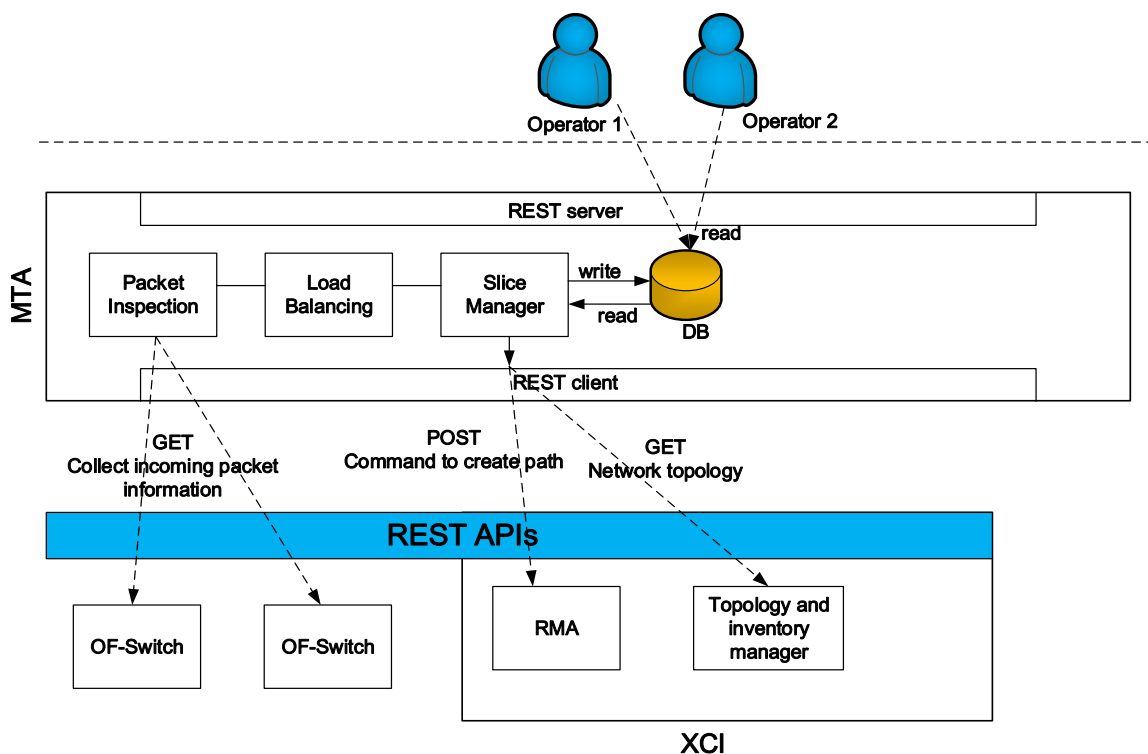 Operator 1
Operator 2
REST server
read
MTA
Packet
Inspection
Load
Balancing
Slice
Manager
write
read
DB
REST client
GET
Collect incoming packet
information
POST
Command to create path
GET
Network topology
REST APIs
OF-Switch
OF-Switch
RMA
Topology and
inventory
manager
XCI